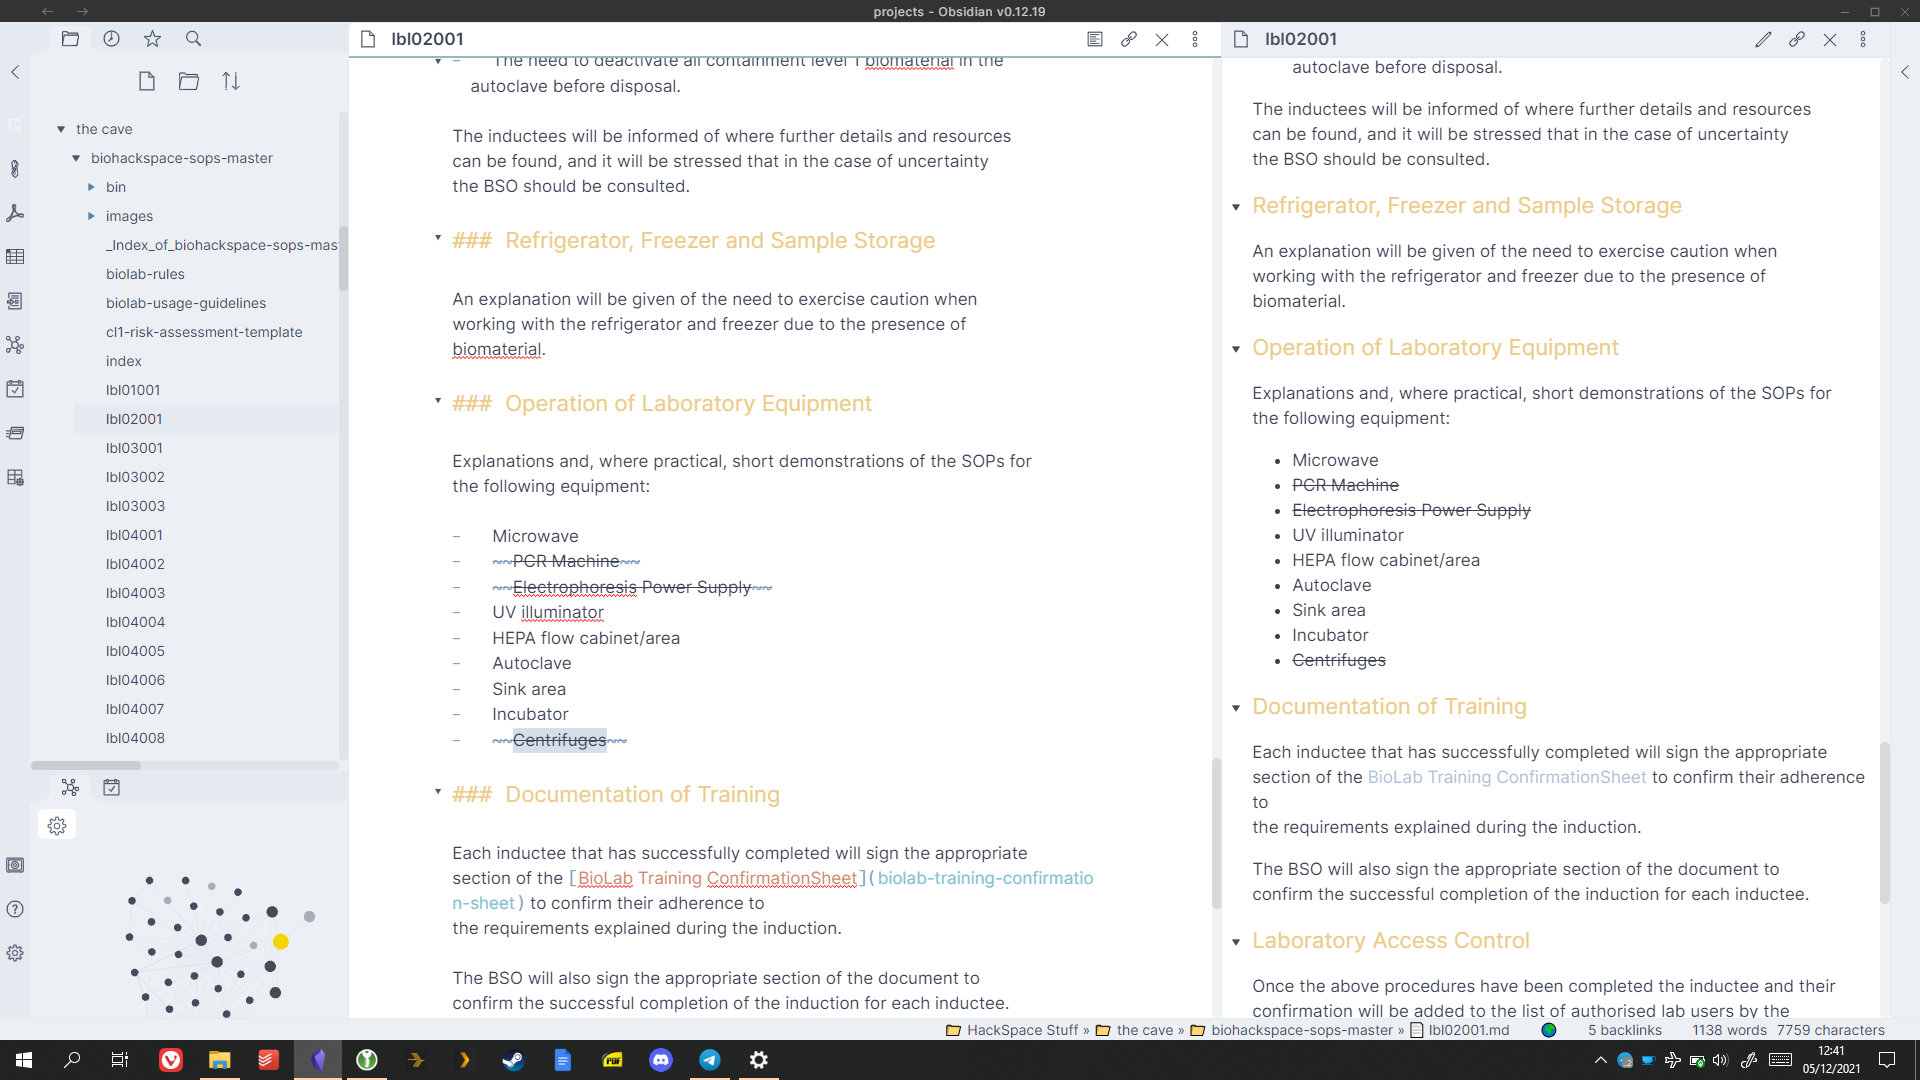 projects - Obsidian v0.12.19
the cave
biohackspace-sops-master
bin
images
_Index_of_biohackspace-sops-mas
biolab-rules
biolab-usage-guidelines
cl1-risk-assessment-template
index
lbl01001
lbl02001
lbl03001
lbl03002
lbl03003
lbl04001
lbl04002
lbl04003
lbl04004
lbl04005
lbl04006
lbl04007
lbl04008
lbl02001
- The need to deactivate all containment level 1 biomaterial in the
autoclave before disposal.
The inductees will be informed of where further details and resources
can be found, and it will be stressed that in the case of uncertainty
the BSO should be consulted.
### Refrigerator, Freezer and Sample Storage
An explanation will be given of the need to exercise caution when
working with the refrigerator and freezer due to the presence of
biomaterial.
### Operation of Laboratory Equipment
Explanations and, where practical, short demonstrations of the SOPs for
the following equipment:
- Microwave
- ~~PCR Machine~~
- ~~Electrophoresis Power Supply~~
- UV illuminator
- HEPA flow cabinet/area
- Autoclave
- Sink area
- Incubator
- ~~Centrifuges~~
### Documentation of Training
Each inductee that has successfully completed will sign the appropriate
section of the [BioLab Training ConfirmationSheet](biolab-training-confirmatio
n-sheet) to confirm their adherence to
the requirements explained during the induction.
The BSO will also sign the appropriate section of the document to
confirm the successful completion of the induction for each inductee.
lbl02001
autoclave before disposal.
The inductees will be informed of where further details and resources
can be found, and it will be stressed that in the case of uncertainty
the BSO should be consulted.
Refrigerator, Freezer and Sample Storage
An explanation will be given of the need to exercise caution when
working with the refrigerator and freezer due to the presence of
biomaterial.
Operation of Laboratory Equipment
Explanations and, where practical, short demonstrations of the SOPs for
the following equipment:
• Microwave
• PCR Machine
• Electrophoresis Power Supply
• UV illuminator
• HEPA flow cabinet/area
• Autoclave
• Sink area
• Incubator
• Centrifuges
Documentation of Training
Each inductee that has successfully completed will sign the appropriate
section of the BioLab Training ConfirmationSheet to confirm their adherence
to
the requirements explained during the induction.
The BSO will also sign the appropriate section of the document to
confirm the successful completion of the induction for each inductee.
Laboratory Access Control
Once the above procedures have been completed the inductee and their
confirmation will be added to the list of authorised lab users by the
HackSpace Stuff » the cave » biohackspace-sops-master » lbl02001.md 5 backlinks 1138 words 7759 characters
PDF
12:41
05/12/2021